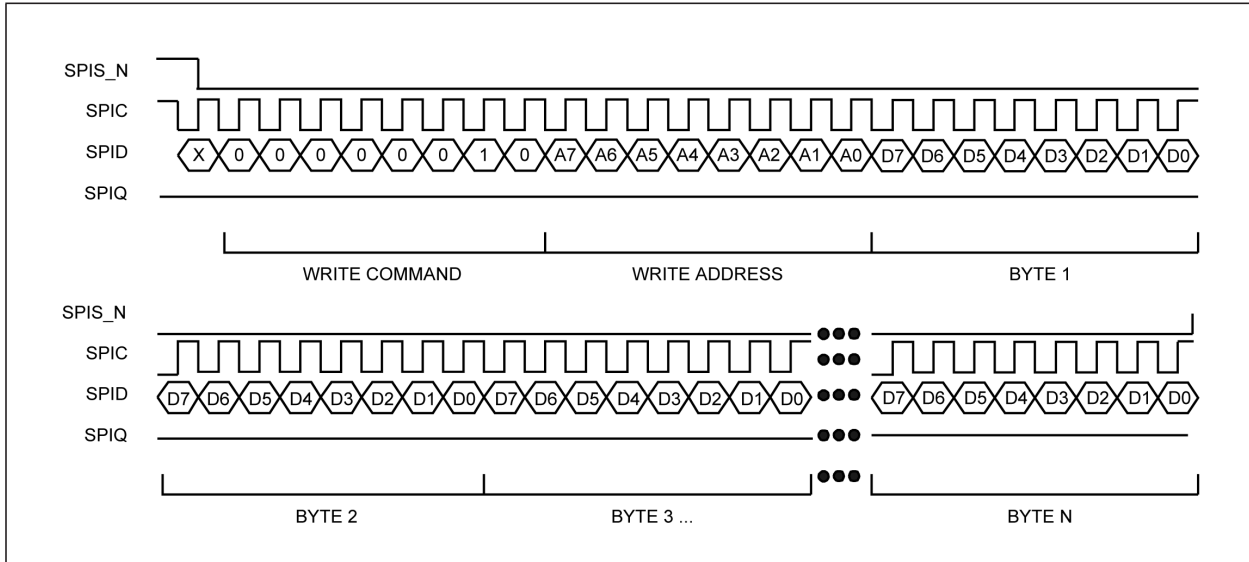 SPIS_N
SPIC
SPID X 0 0 0 0 0 0 1 0 A7 A6 A5 A4 A3 A2 A1 A0 D7 D6 D5 D4 D3 D2 D1 D0
SPIQ
WRITE COMMAND WRITE ADDRESS BYTE 1
SPIS_N
SPIC
SPID D7 D6 D5 D4 D3 D2 D1 D0 D7 D6 D5 D4 D3 D2 D1 D0 D7 D6 D5 D4 D3 D2 D1 D0
SPIQ
BYTE 2 BYTE 3 ... BYTE N